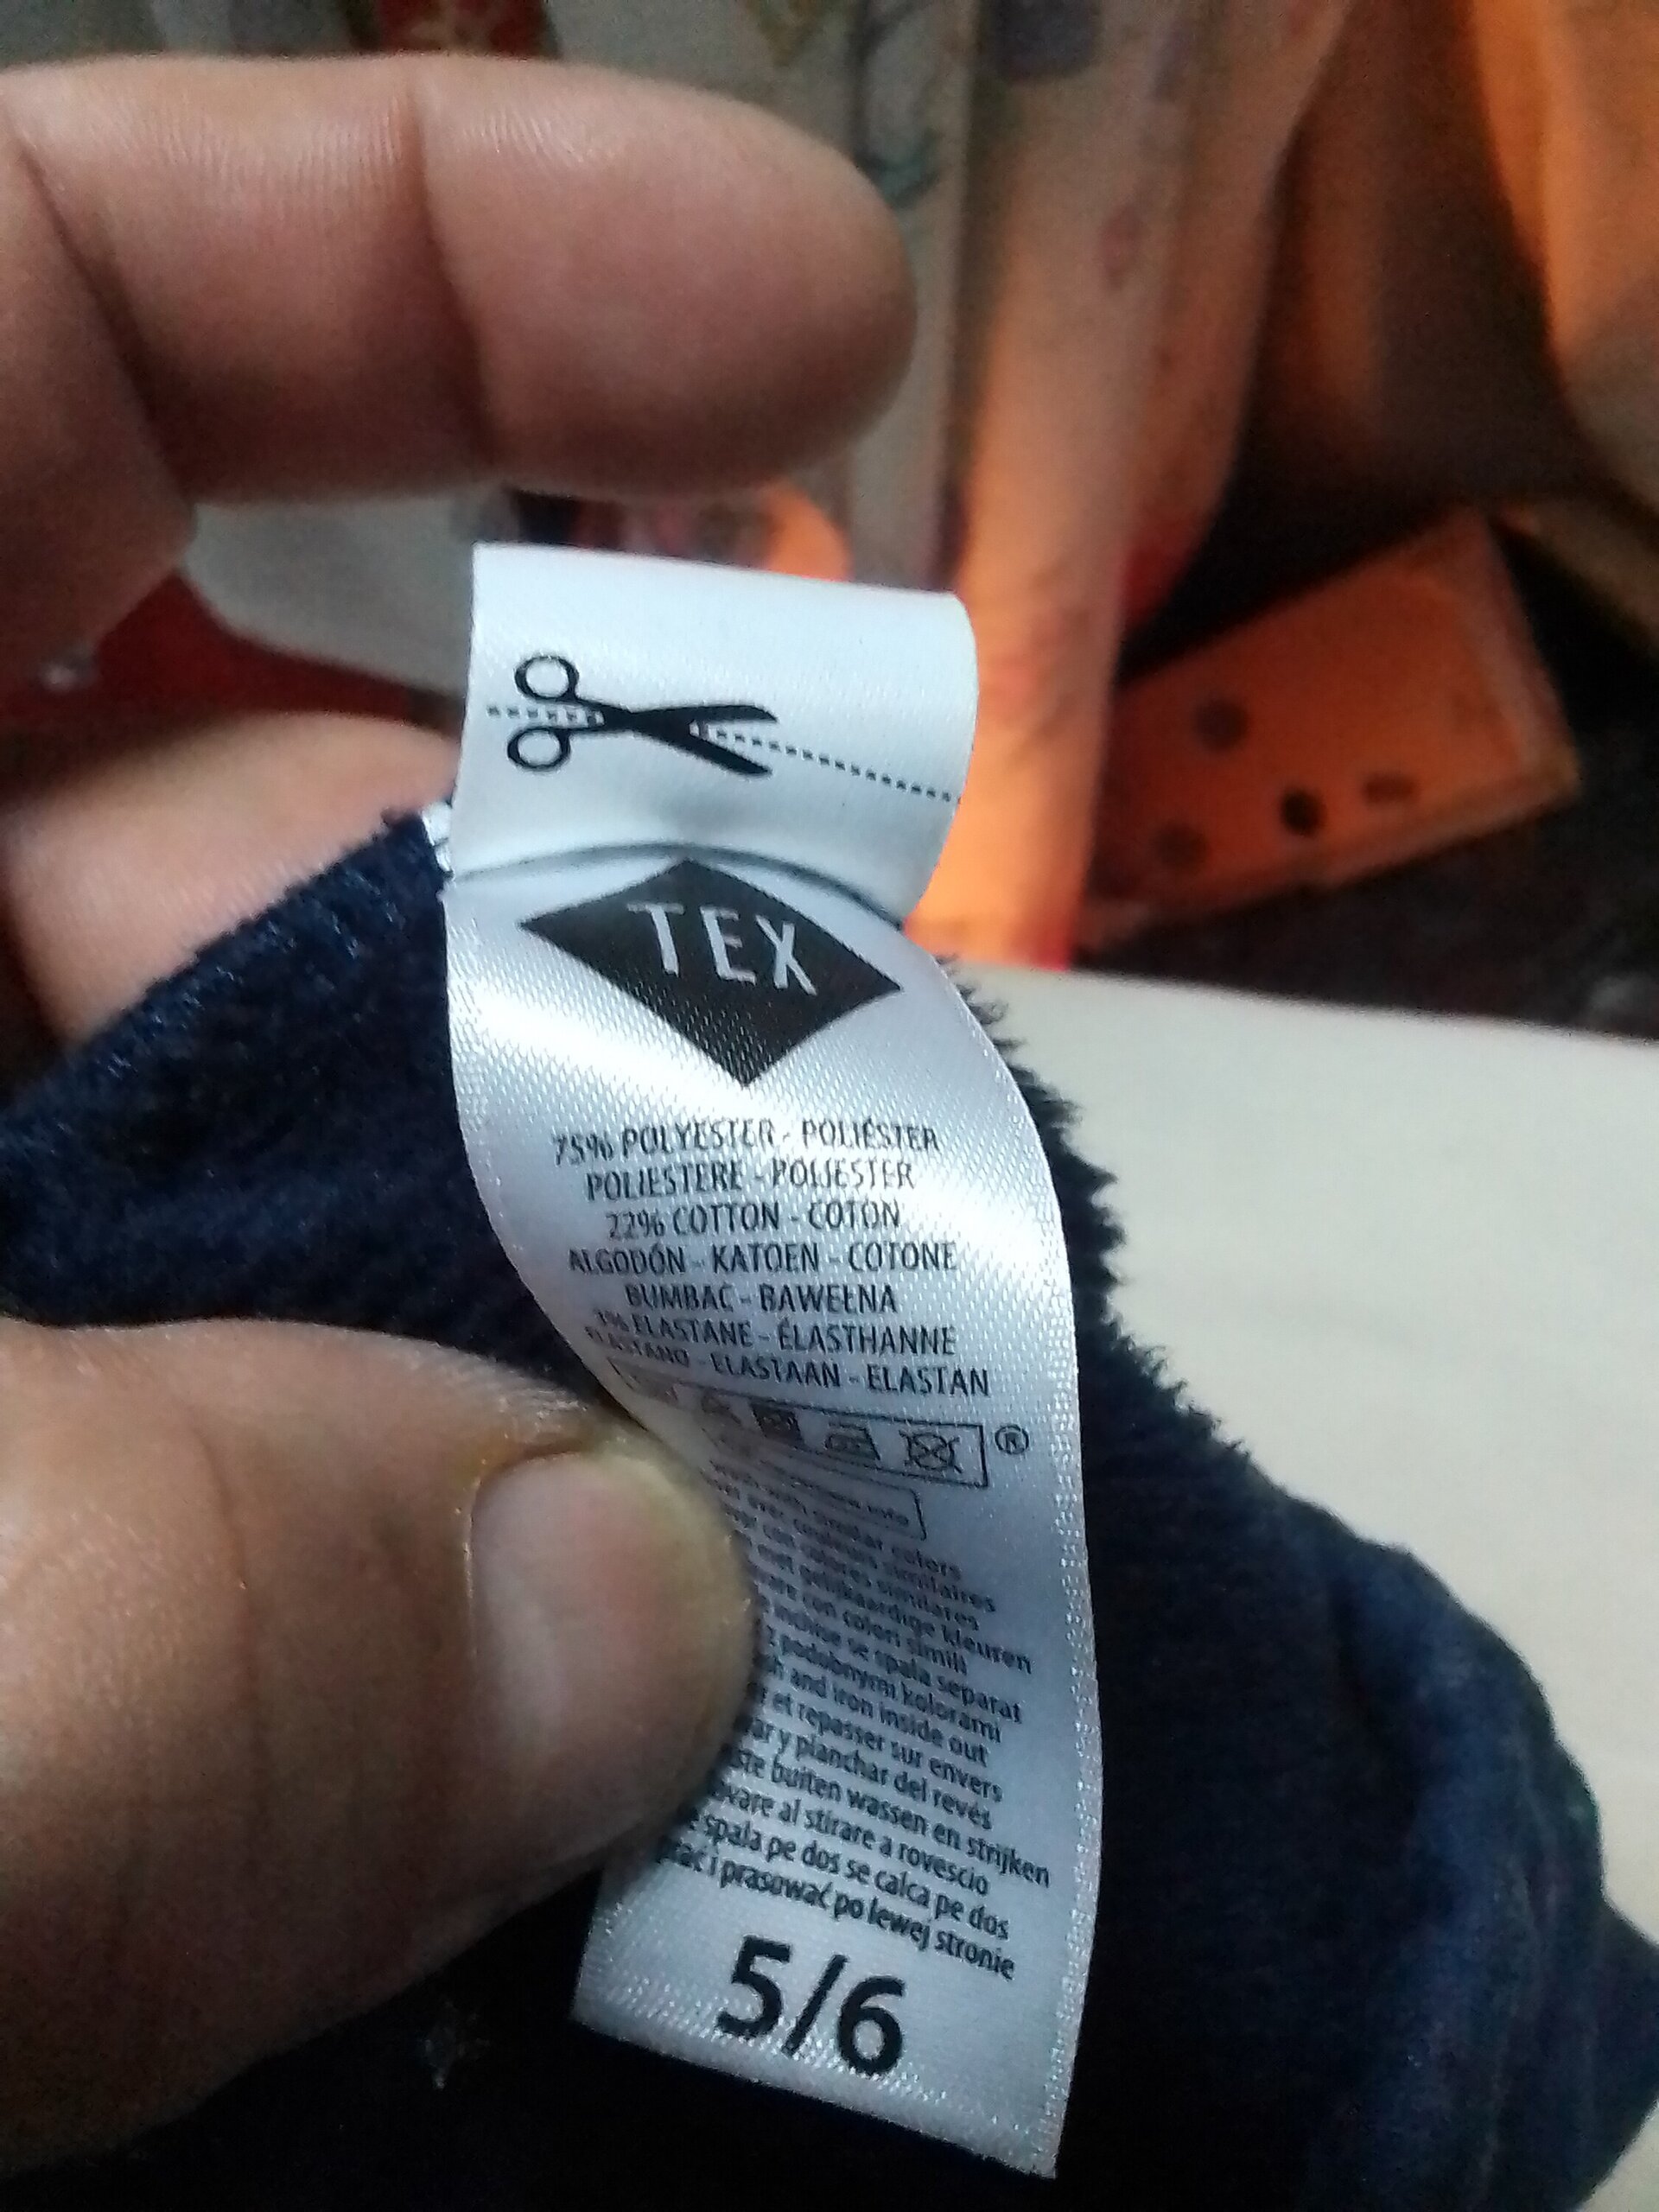 TEX
75% POLYESTER - POLIÉSTER
POLIESTERE - POLIESTER
22% COTTON - COTON
ALGODÓN - KATOEN - COTONE
BUMBAC - BAWEŁNA
ELASTANE - ÉLASTHANNE
ELASTANO - ELASTAAN - ELASTAN
®
similar colors
couleurs similaires
con colores similares
met gelijkaardige kleuren
con colori simili
inchise se spala separat
z podobnymi kolorami
and iron inside out
et repasser sur envers
y planchar del revés
buiten wassen en strijken
al stirare a rovescio
spala pe dos se calca pe dos
i prasować po lewej stronie
5/6